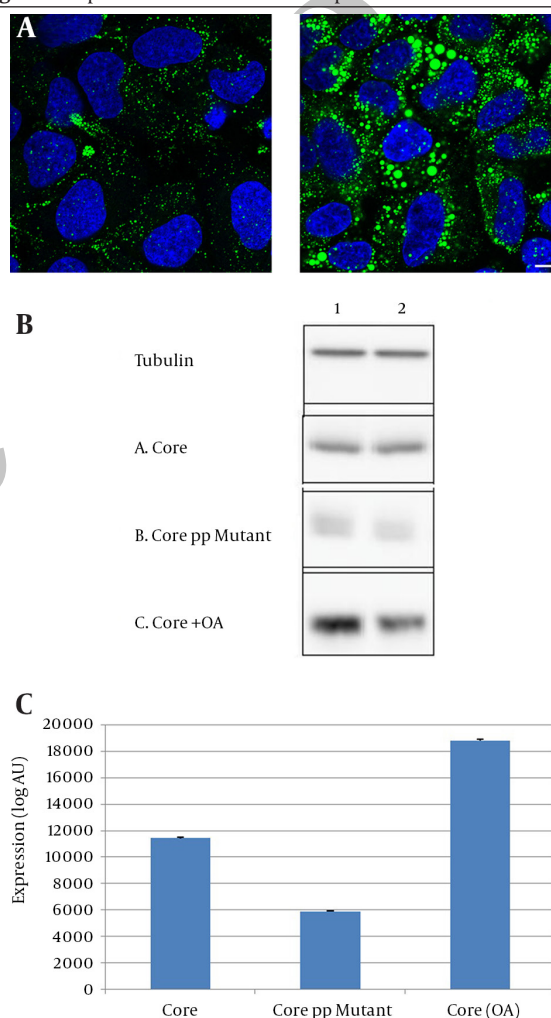 A
B
1 2
Tubulin
A. Core
B. Core pp Mutant
C. Core +OA
C
Expression (log AU)
20000
18000
16000
14000
12000
10000
8000
6000
4000
2000
0
Core Core pp Mutant Core (OA)